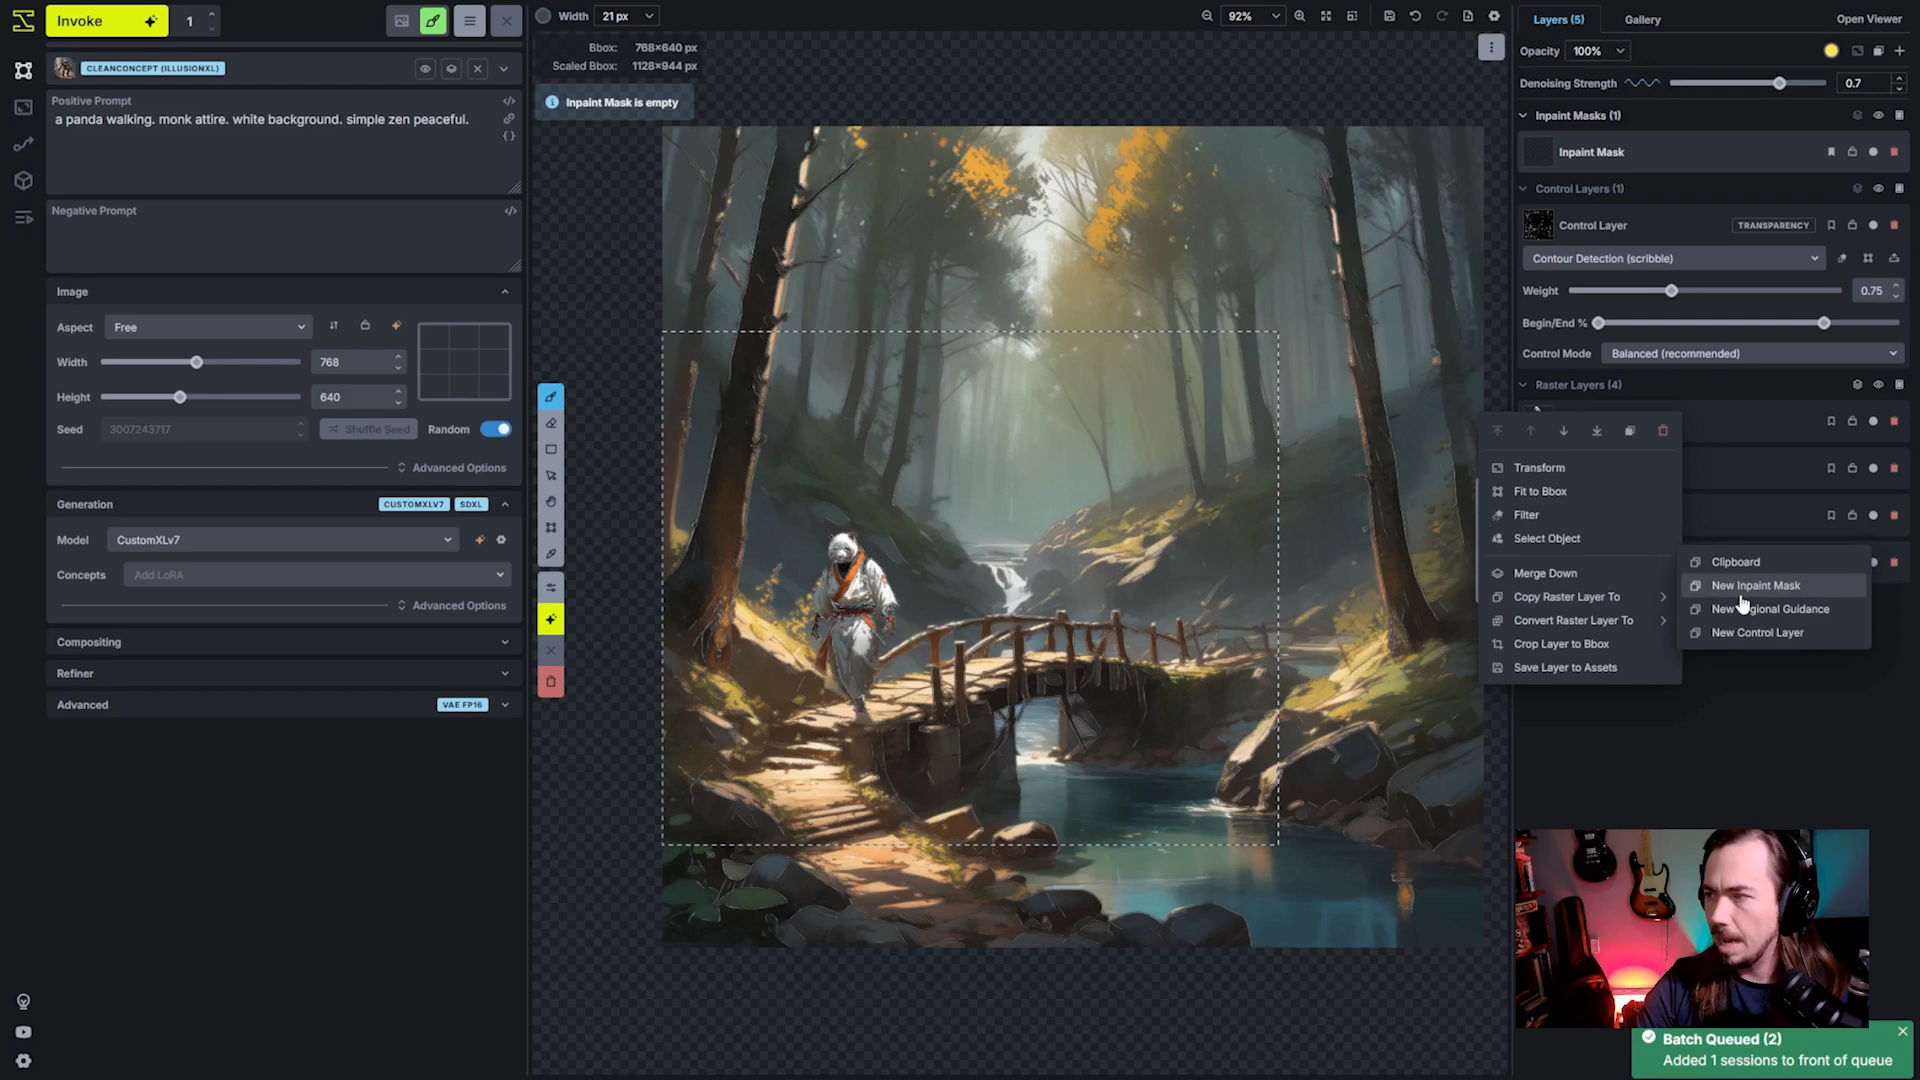 Invoke
1
Width
21 px
92%
Layers (5)
Gallery
Open Viewer
CLEANCONCEPT (ILLUSIONXL)
Bbox:
768×640 px
Scaled Bbox:
1128×944 px
Inpaint Mask is empty
Opacity
100%
Denoising Strength
0.7
Positive Prompt
a panda walking. monk attire. white background. simple zen peaceful.
Negative Prompt
Image
Aspect
Free
Width
768
Height
640
Seed
3007243717
Shuffle Seed
Random
Advanced Options
Generation
CUSTOMXLV7
SDXL
Model
CustomXLv7
Concepts
Add LoRA
Advanced Options
Compositing
Refiner
Advanced
VAE FP16
Inpaint Masks (1)
Inpaint Mask
Control Layers (1)
Control Layer
TRANSPARENCY
Contour Detection (scribble)
Weight
0.75
Begin/End %
Control Mode
Balanced (recommended)
Raster Layers (4)
Transform
Fit to Bbox
Filter
Select Object
Merge Down
Copy Raster Layer To
Convert Raster Layer To
Crop Layer to Bbox
Save Layer to Assets
Clipboard
New Inpaint Mask
New Regional Guidance
New Control Layer
Batch Queued (2)
Added 1 sessions to front of queue